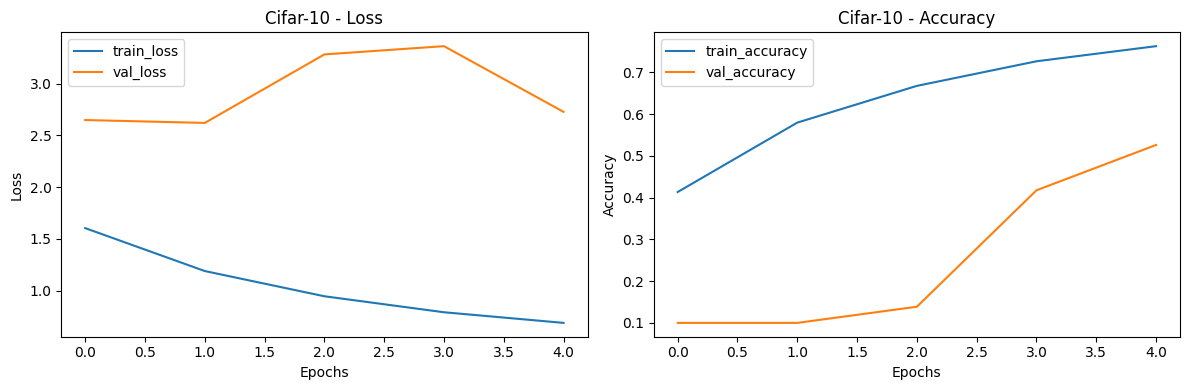 Cifar-10 - Loss
train_loss
val_loss
3.0
2.5
2.0
1.5
1.0
Loss
0.0 0.5 1.0 1.5 2.0 2.5 3.0 3.5 4.0
Epochs
Cifar-10 - Accuracy
train_accuracy
val_accuracy
0.7
0.6
0.5
0.4
0.3
0.2
0.1
Accuracy
0.0 0.5 1.0 1.5 2.0 2.5 3.0 3.5 4.0
Epochs